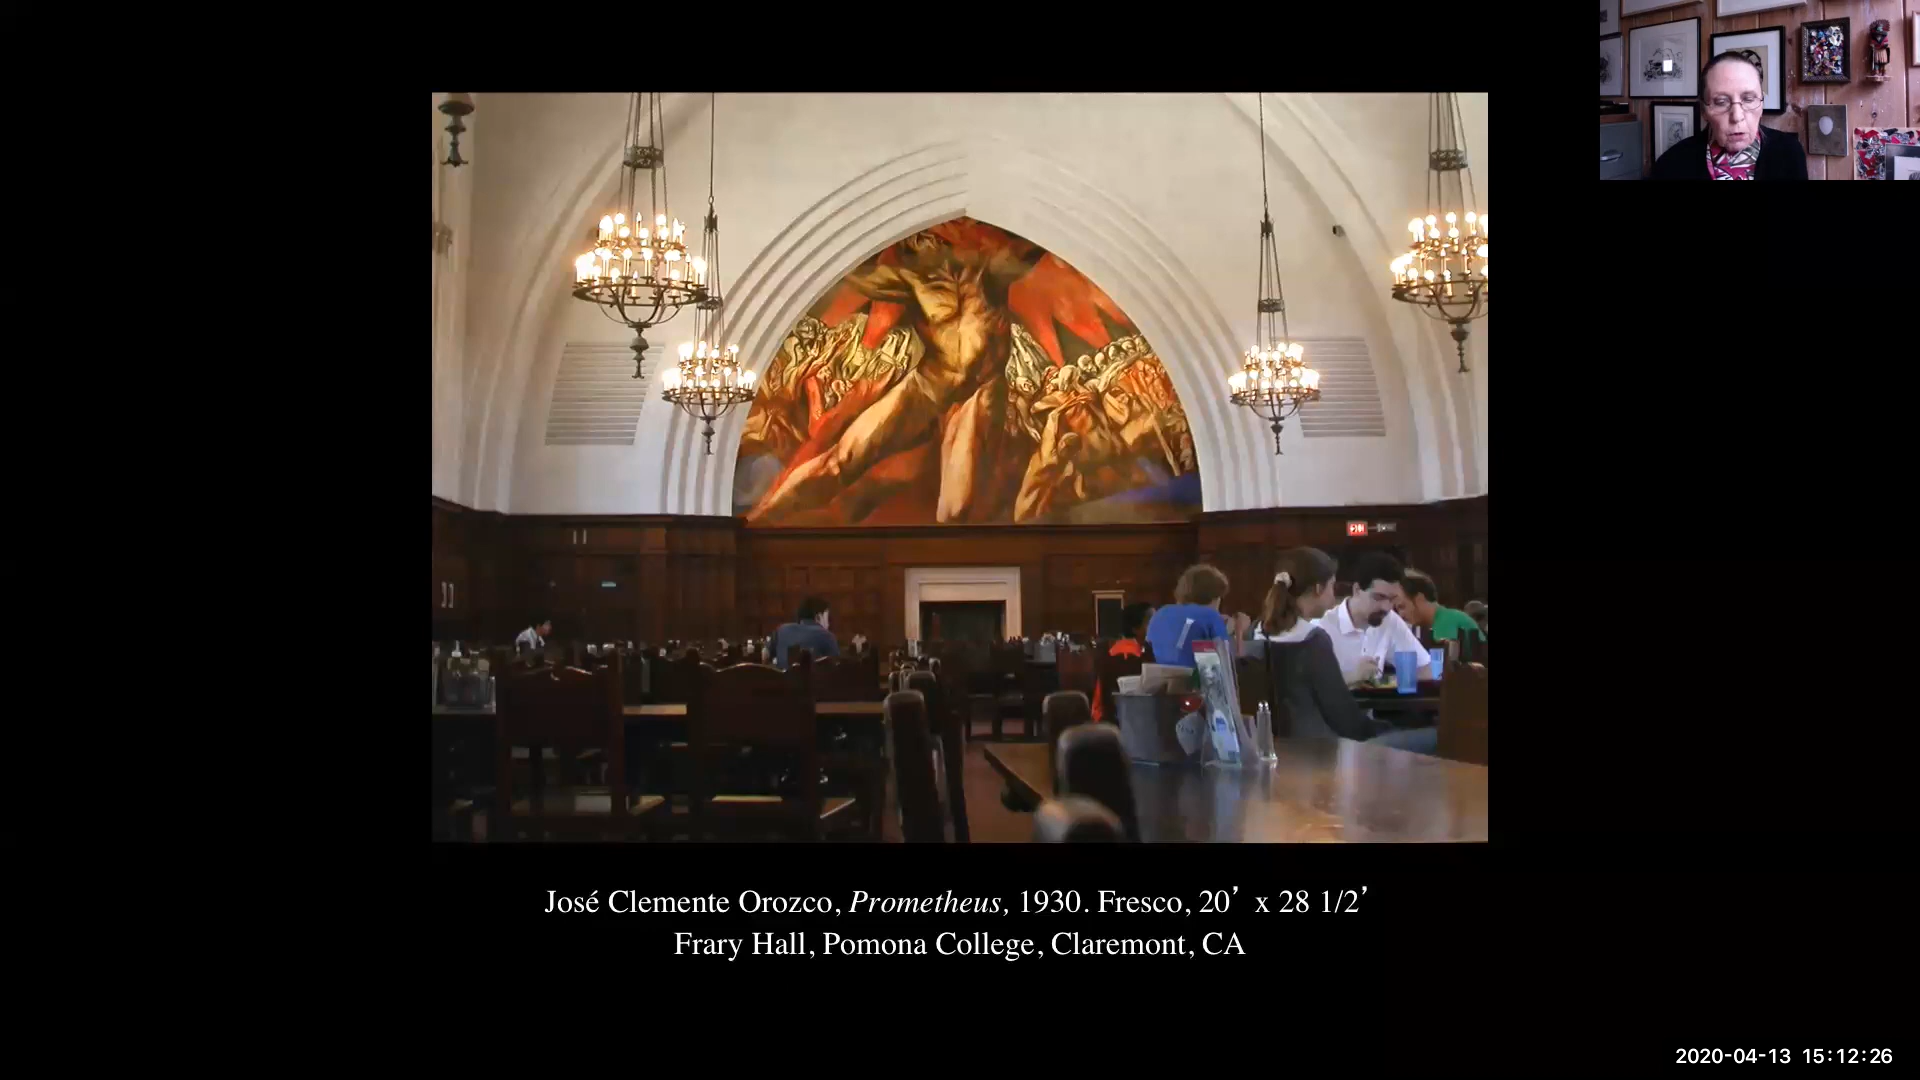 José Clemente Orozco, Prometheus, 1930. Fresco, 20’ x 28 1/2’
Frary Hall, Pomona College, Claremont, CA
2020-04-13 15:12:26